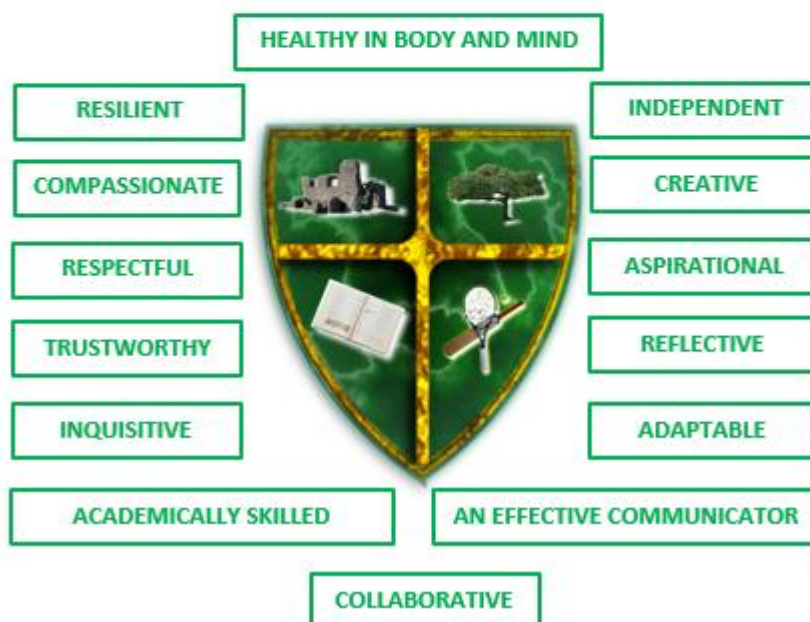 HEALTHY IN BODY AND MIND
RESILIENT
INDEPENDENT
COMPASSIONATE
CREATIVE
RESPECTFUL
ASPIRATIONAL
TRUSTWORTHY
REFLECTIVE
INQUISITIVE
ADAPTABLE
ACADEMICALLY SKILLED
AN EFFECTIVE COMMUNICATOR
COLLABORATIVE